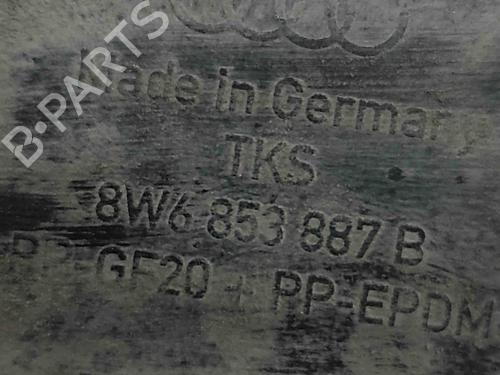 B-PARTS
Made in Germany
TKS
8W6 853 887 B
PP-GF20 + PP-EPDM